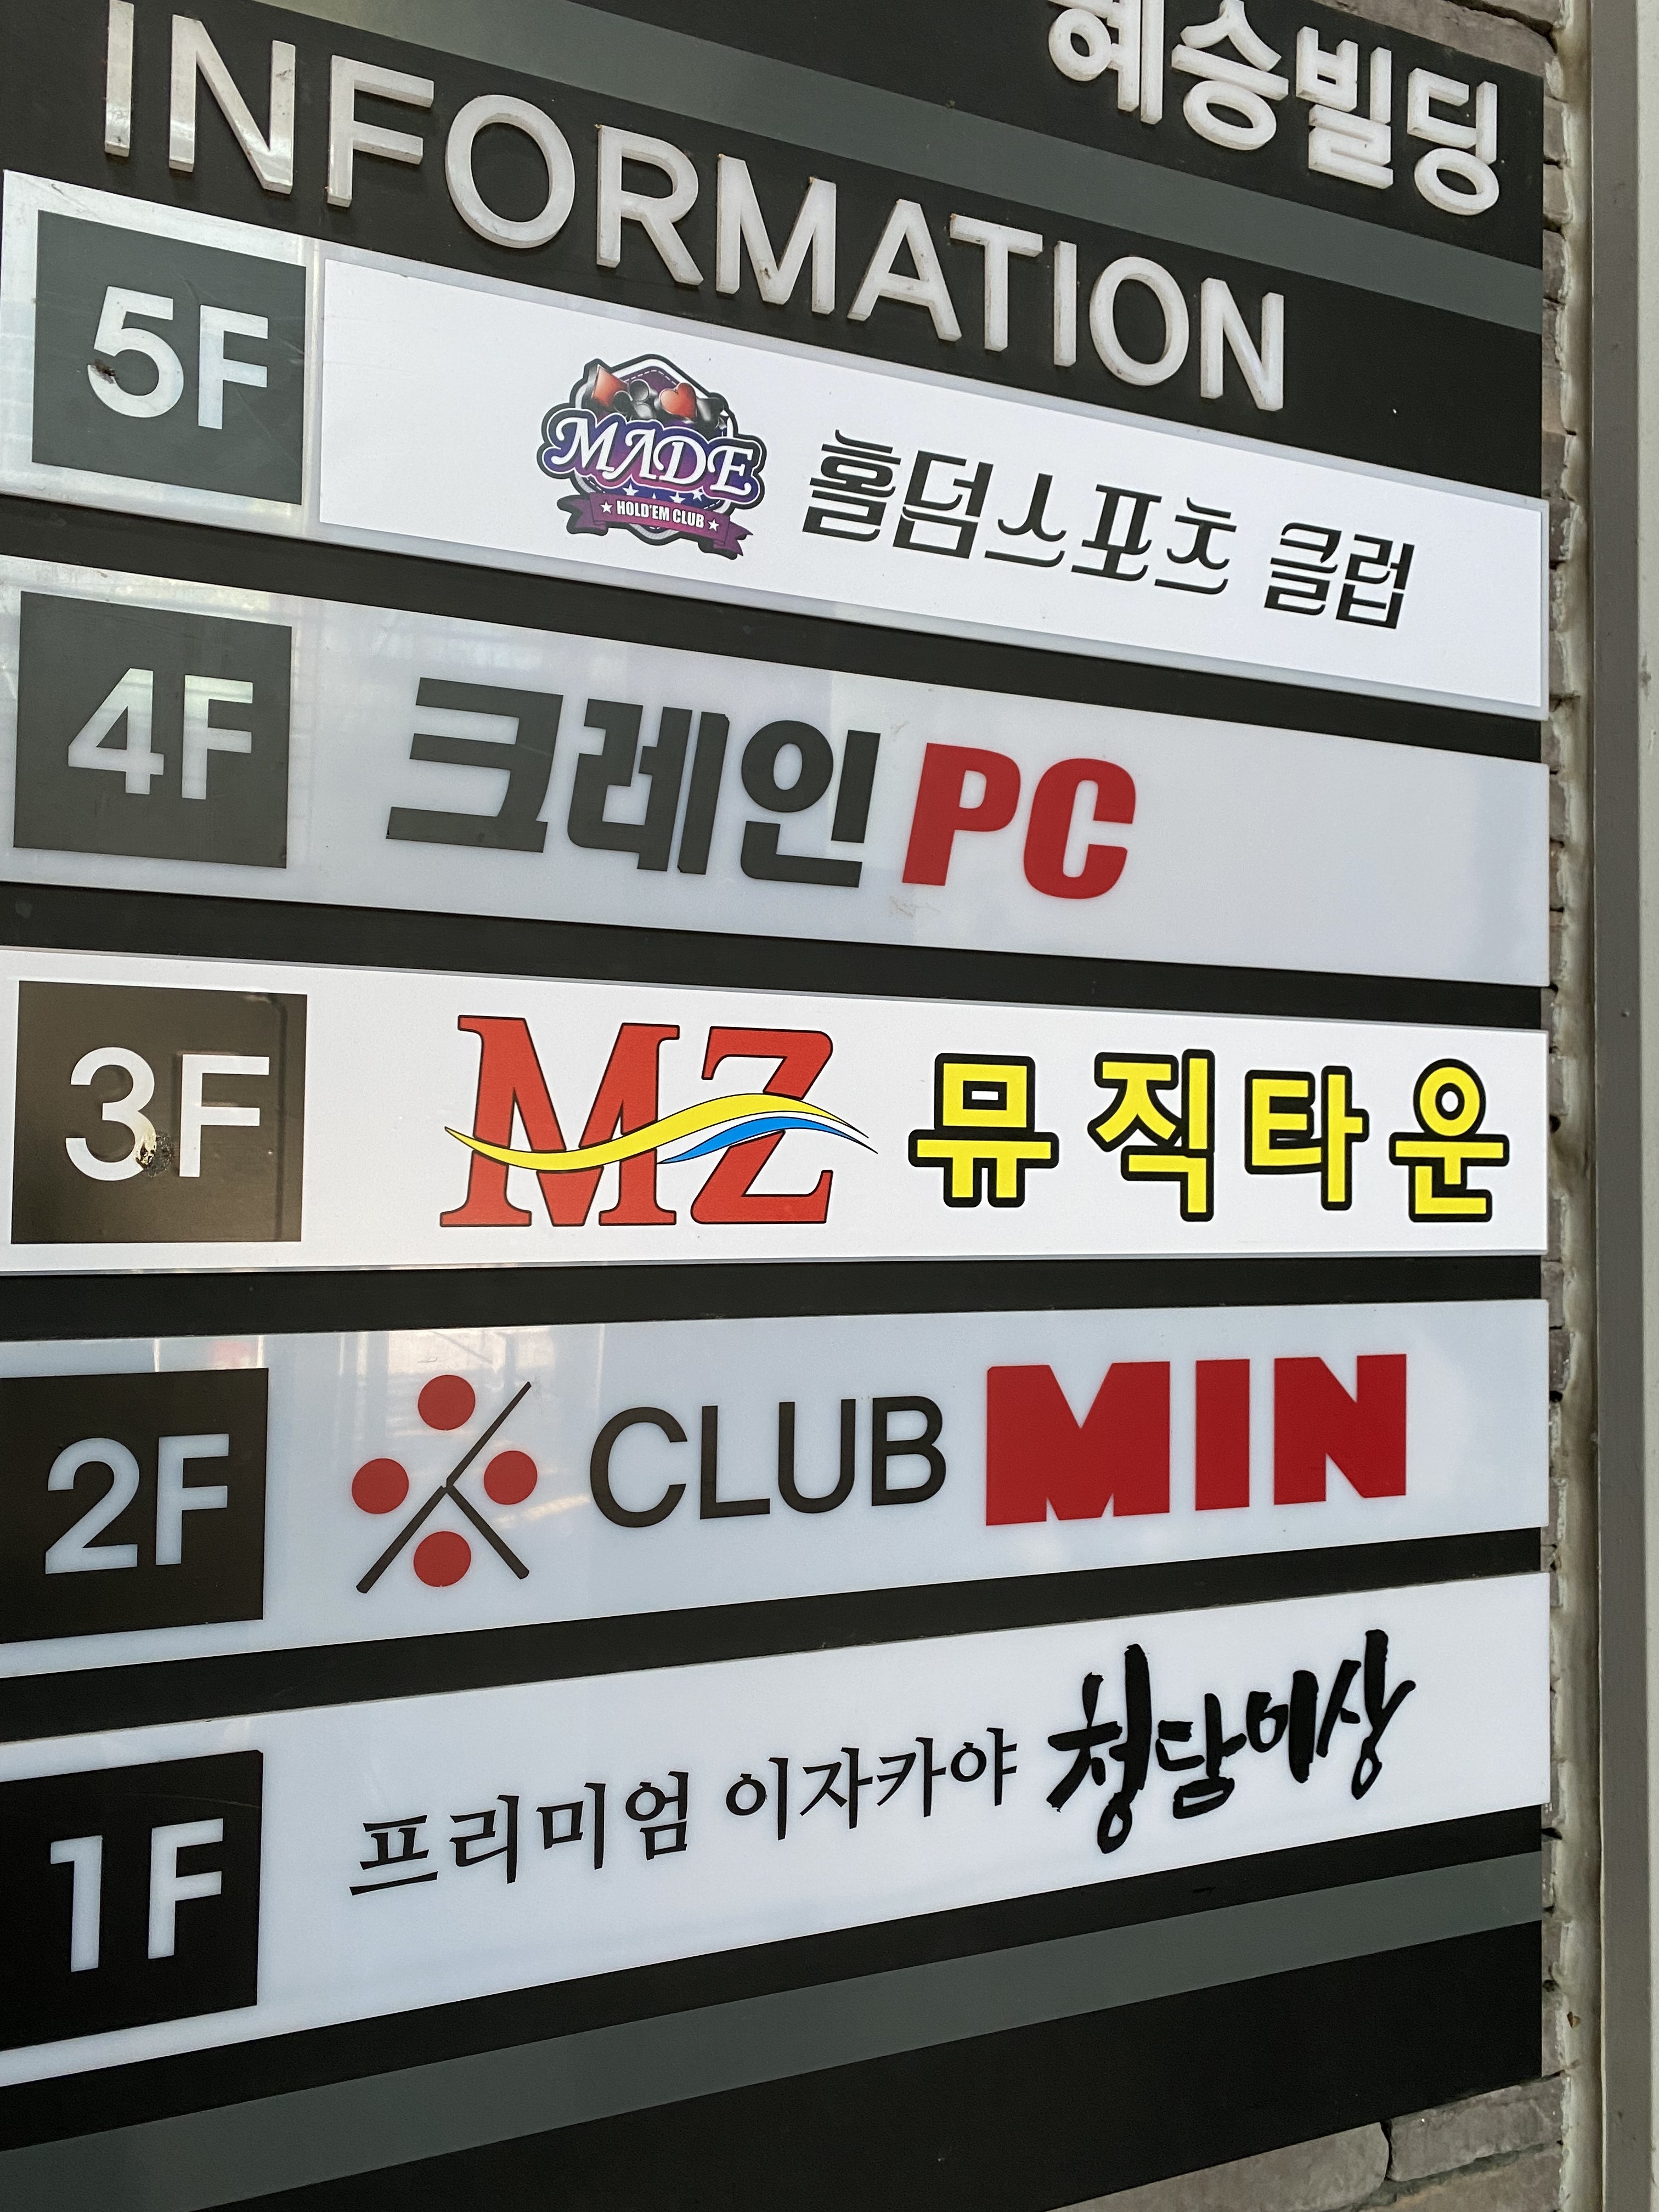 혜승빌딩
INFORMATION
5F
MADE
HOLD'EM CLUB
홀덤스포츠 클럽
4F 크레인 PC
3F MZ 뮤직타운
2F CLUB MIN
1F 프리미엄 이자카야 청담이상